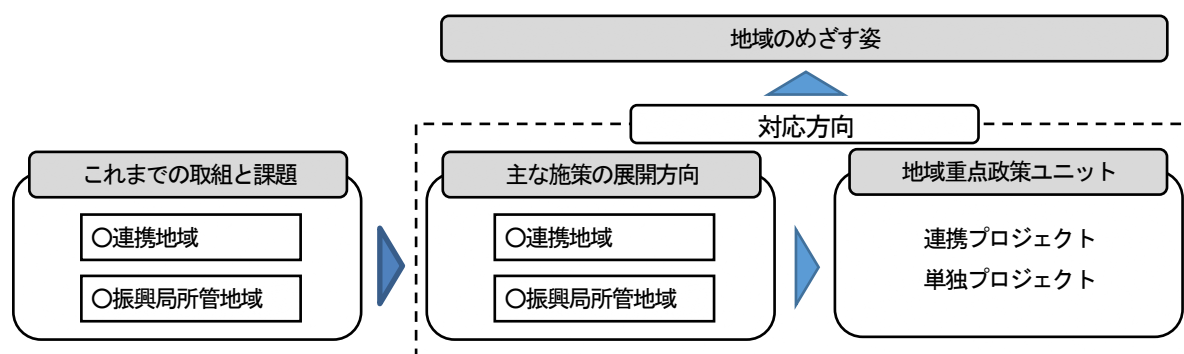 地域のめざす姿
対応方向
これまでの取組と課題
〇連携地域
〇振興局所管地域
主な施策の展開方向
〇連携地域
〇振興局所管地域
地域重点政策ユニット
連携プロジェクト
単独プロジェクト